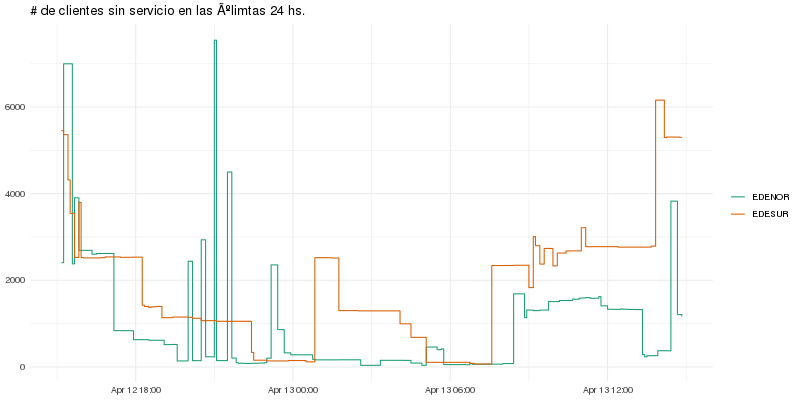 # de clientes sin servicio en las Ãºlimtas 24 hs.
6000
4000
2000
0
Apr 12 18:00
Apr 13 00:00
Apr 13 06:00
Apr 13 12:00
EDENOR
EDESUR